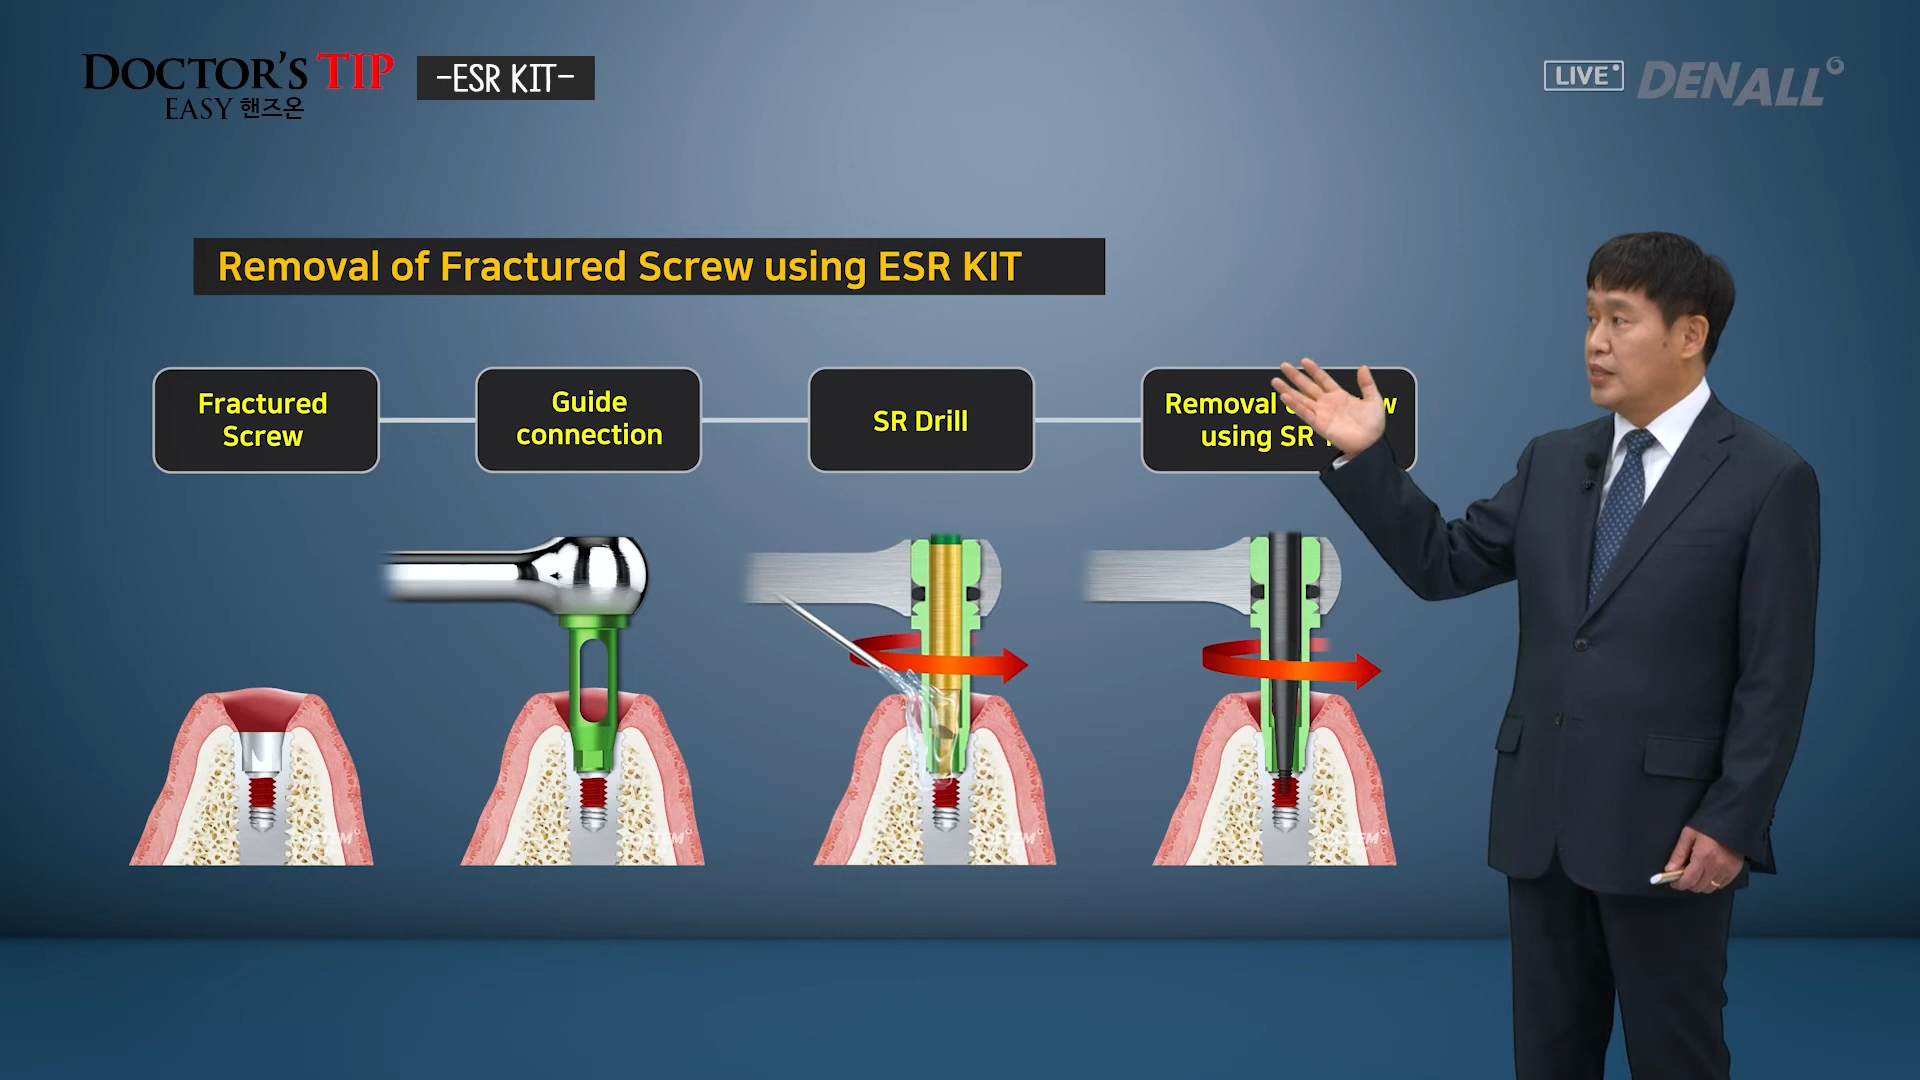 DOCTOR'S TIP
EASY 핸즈온
-ESR KIT-
LIVE
DENALL
Removal of Fractured Screw using ESR KIT
Fractured
Screw
Guide
connection
SR Drill
Removal
using SR